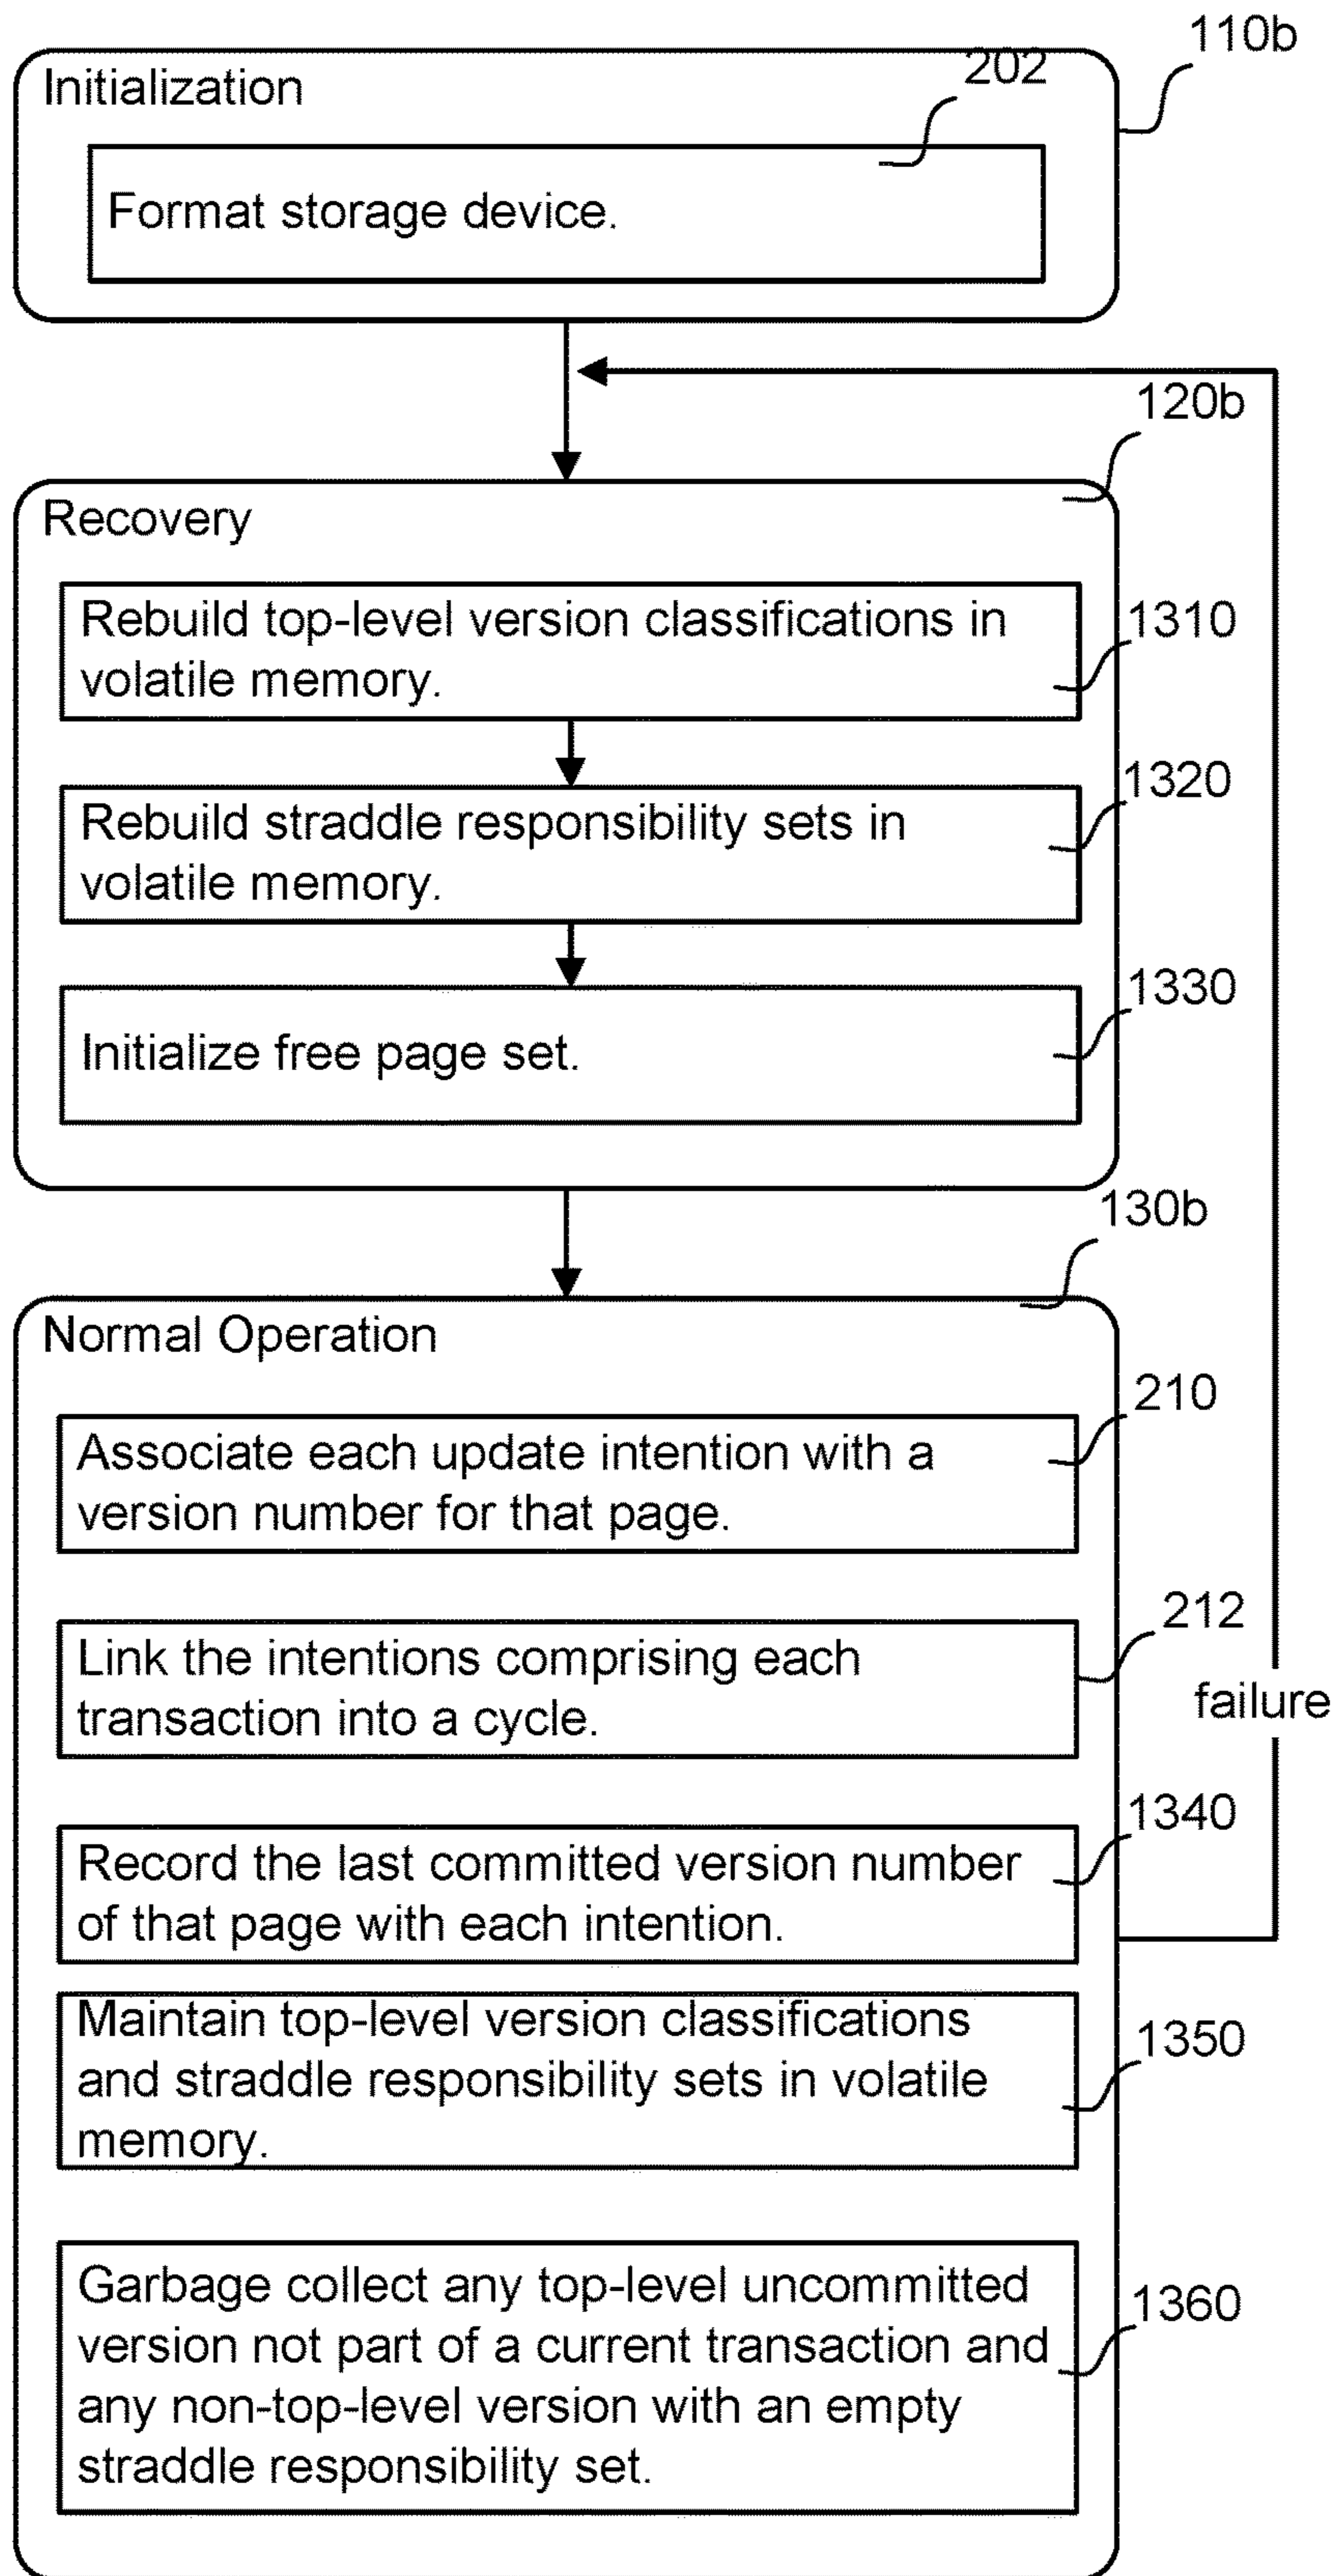 110b
Initialization
202
Format storage device.
120b
Recovery
Rebuild top-level version classifications in
volatile memory.
1310
Rebuild straddle responsibility sets in
volatile memory.
1320
Initialize free page set.
1330
130b
Normal Operation
210
Associate each update intention with a
version number for that page.
212
Link the intentions comprising each
transaction into a cycle.
failure
1340
Record the last committed version number
of that page with each intention.
Maintain top-level version classifications
and straddle responsibility sets in volatile
memory.
1350
Garbage collect any top-level uncommitted
version not part of a current transaction and
any non-top-level version with an empty
straddle responsibility set.
1360